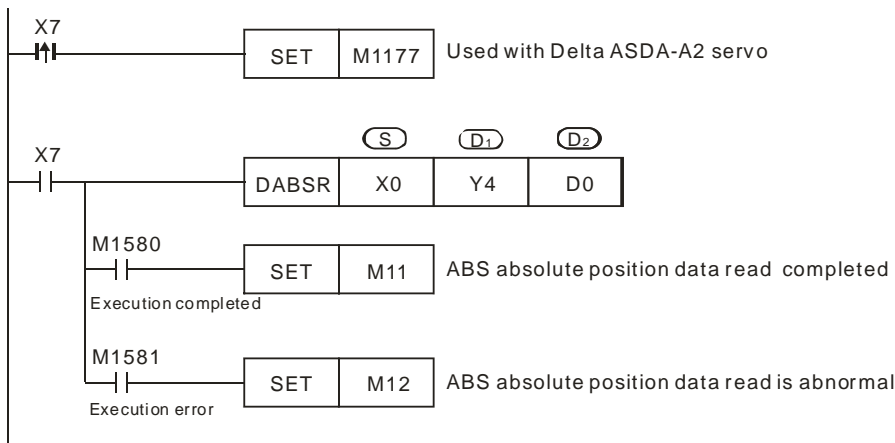 X7
SET M1177 Used with Delta ASDA-A2 servo
S D1 D2
X7
DABSR X0 Y4 D0
M1580
SET M11 ABS absolute position data read completed
Execution completed
M1581
SET M12 ABS absolute position data read is abnormal
Execution error